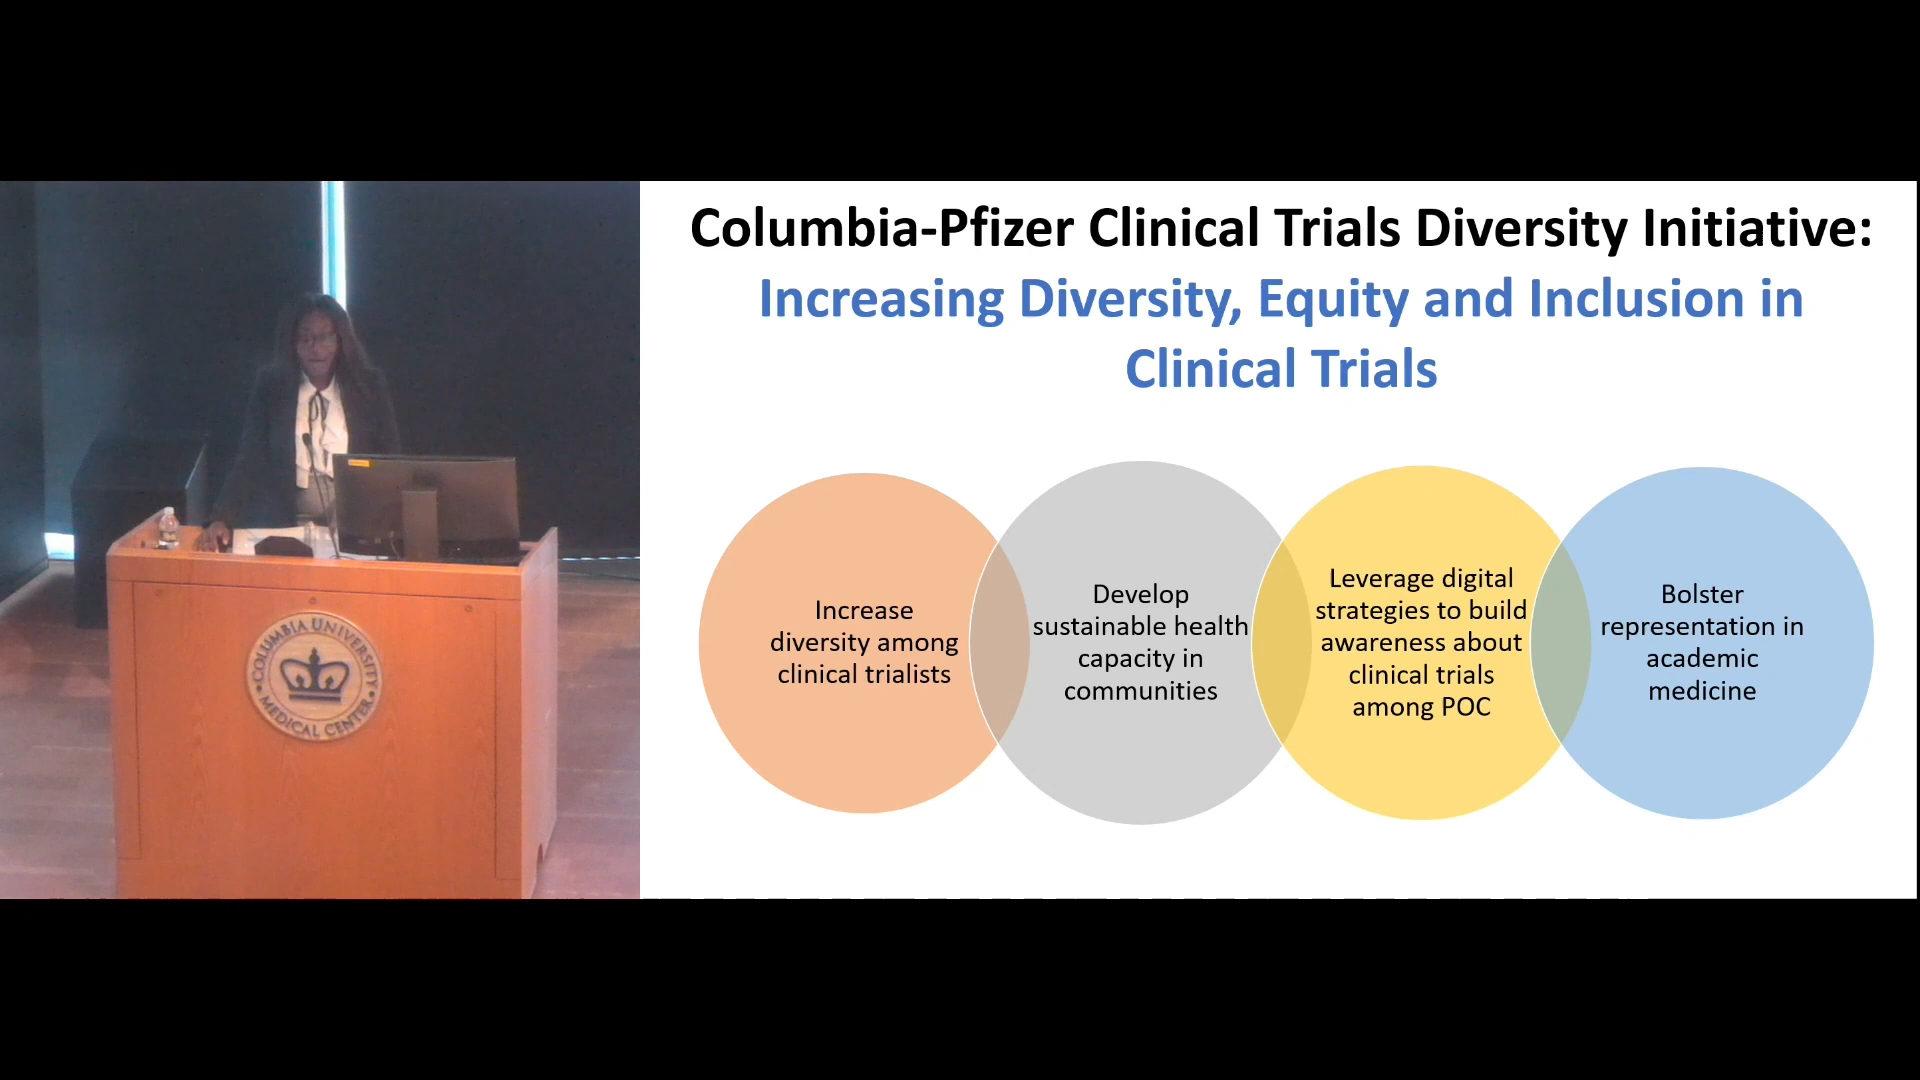 Columbia-Pfizer Clinical Trials Diversity Initiative:
Increasing Diversity, Equity and Inclusion in
Clinical Trials
Increase
diversity among
clinical trialists
Develop
sustainable health
capacity in
communities
Leverage digital
strategies to build
awareness about
clinical trials
among POC
Bolster
representation in
academic
medicine
COLUMBIA UNIVERSITY
MEDICAL CENTER